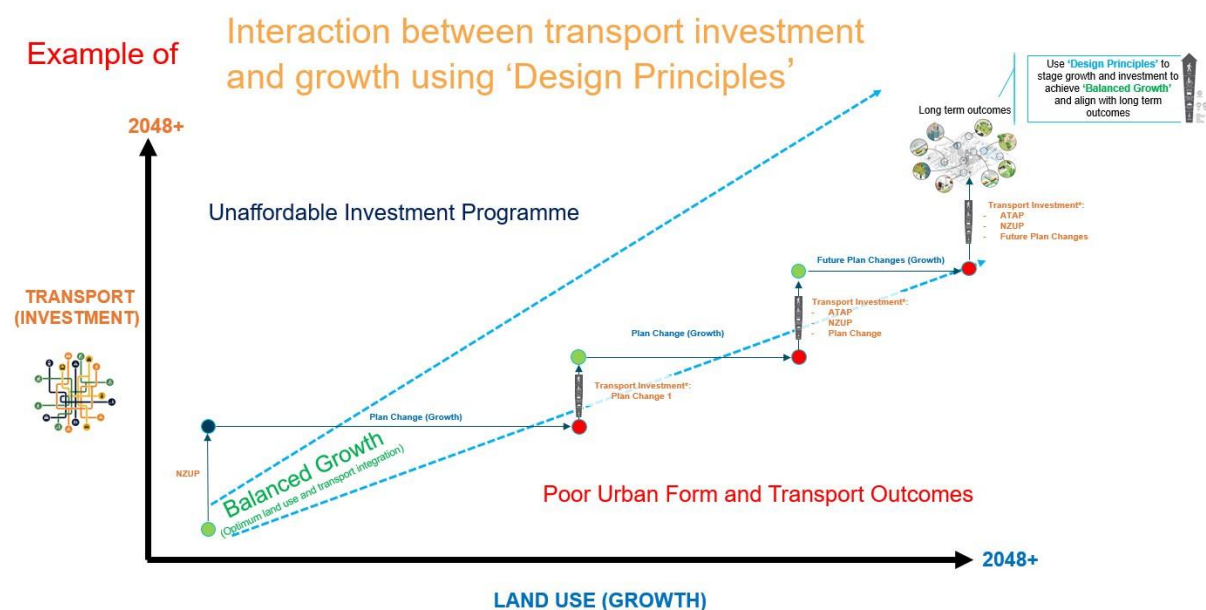 Example of
Interaction between transport investment
and growth using ‘Design Principles’
Use ‘Design Principles’ to
stage growth and investment to
achieve ‘Balanced Growth’
and align with long term
outcomes
Long term outcomes
2048+
Unaffordable Investment Programme
Transport Investment*:
- ATAP
- NZUP
- Future Plan Changes
Future Plan Changes (Growth)
TRANSPORT
(INVESTMENT)
Transport Investment*:
- ATAP
- NZUP
- Plan Change
Plan Change (Growth)
Transport Investment*:
- Plan Change 1
Plan Change (Growth)
NZUP
Balanced Growth
(Optimum land use and transport integration)
Poor Urban Form and Transport Outcomes
2048+
LAND USE (GROWTH)